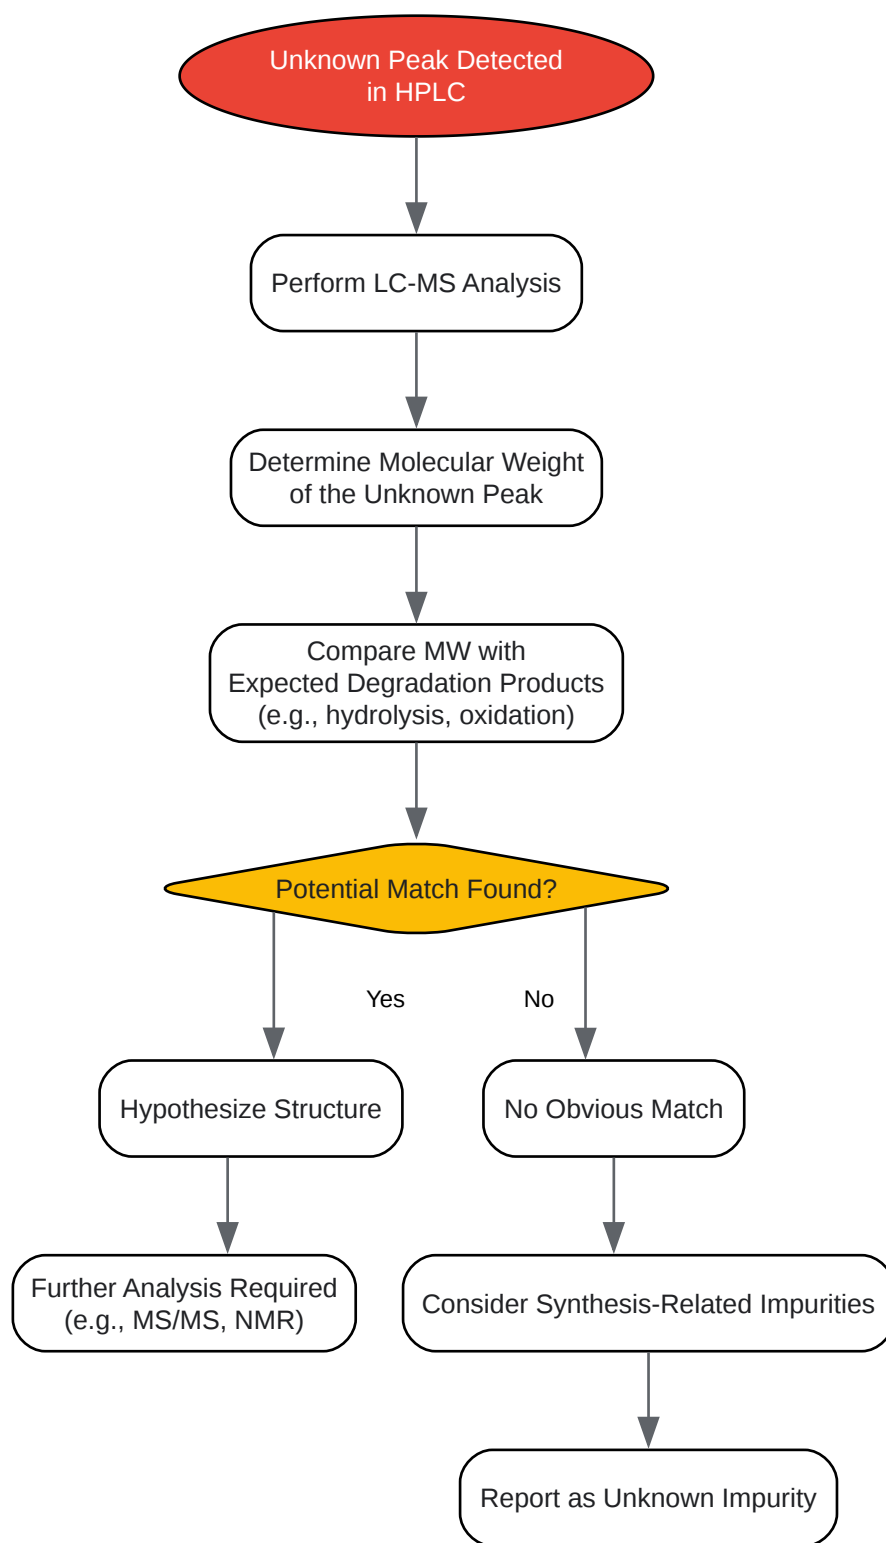 Unknown Peak Detected
in HPLC
Perform LC-MS Analysis
Determine Molecular Weight
of the Unknown Peak
Compare MW with
Expected Degradation Products
(e.g., hydrolysis, oxidation)
Potential Match Found?
Yes
No
Hypothesize Structure
No Obvious Match
Further Analysis Required
(e.g., MS/MS, NMR)
Consider Synthesis-Related Impurities
Report as Unknown Impurity